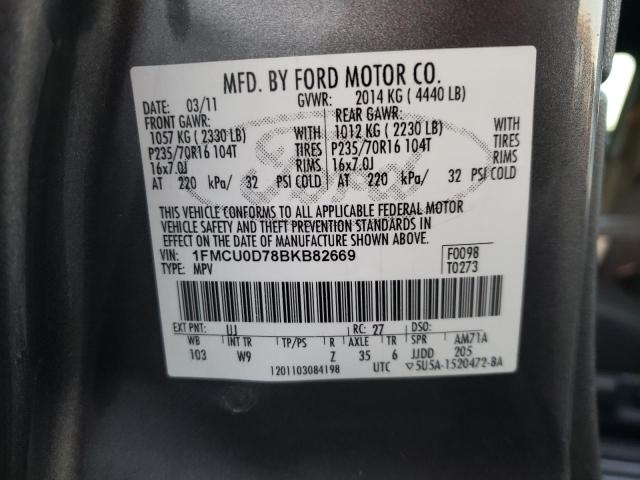 MFD. BY FORD MOTOR CO.
DATE: 03/11 GVWR: 2014 KG ( 4440 LB)
FRONT GAWR: REAR GAWR:
1057 KG ( 2330 LB) WITH 1012 KG ( 2230 LB) WITH
P235/70R16 104T TIRES P235/70R16 104T TIRES
16x7.0J RIMS 16x7.0J RIMS
AT 220 kPa/ 32 PSI COLD AT 220 kPa/ 32 PSI COLD
THIS VEHICLE CONFORMS TO ALL APPLICABLE FEDERAL MOTOR
VEHICLE SAFETY AND THEFT PREVENTION STANDARDS IN
EFFECT ON THE DATE OF MANUFACTURE SHOWN ABOVE.
VIN: 1FMCU0D78BKB82669 F0098
TYPE: MPV T0273
EXT PNT: UJ RC: 27 DSO:
WB INT TR TP/PS R AXLE TR SPR AM71A
103 W9 Z 35 6 JJDD 205
1201103084198 UTC ▽5U5A-1520472-BA
Ford